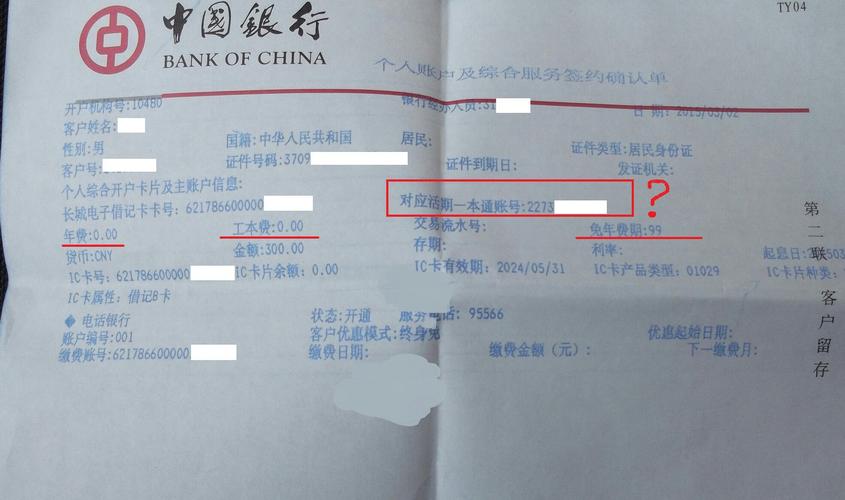 TY04
中國銀行
BANK OF CHINA
个人账户及综合服务签约确认单
开户机构号:10480 银行经办人员:31 日 期:2015/03/02
客户姓名:
性别:男 国籍:中华人民共和国 居民: 证件类型:居民身份证
客户号: 证件号码:3709 证件到期日: 发证机关:
个人综合开户卡片及主账户信息:
长城电子借记卡卡号: 621786600000 对应活期一本通账号:2273 ?
年费:0.00 工本费:0.00 交易流水号: 免年费期:99
货币:CNY 金额:300.00 存期: 利率: 起息日:
IC卡号: 621786600000 IC卡片余额: 0.00 IC卡有效期: 2024/05/31 IC卡产品类型: 01029 IC卡片种类:
IC卡属性: 借记B卡
◆ 电话银行 状态:开通 服务电话: 95566
账户编号:001 客户优惠模式:终身免 优惠起始日期:
缴费账号:621786600000 缴费日期: 缴费金额(元): 下一缴费月:
第二联 客户留存